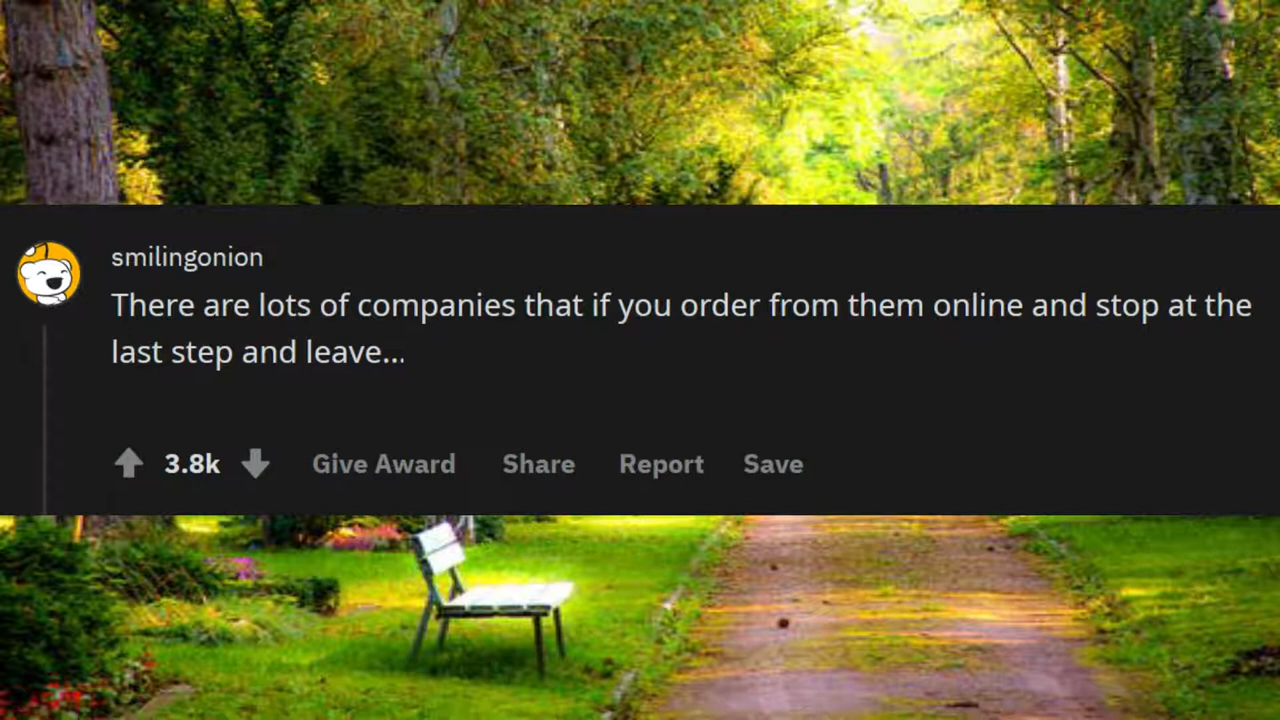 smilingonion
There are lots of companies that if you order from them online and stop at the
last step and leave...
3.8k Give Award Share Report Save